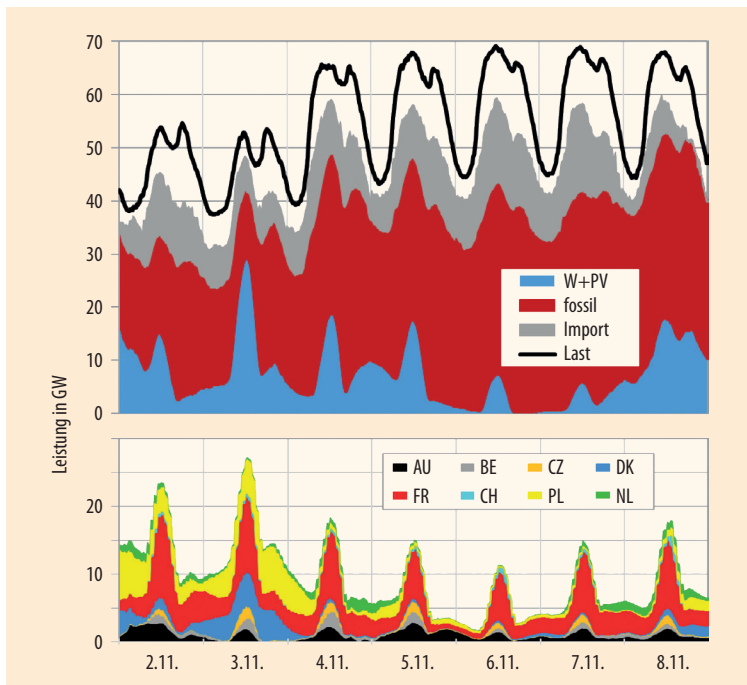 Leistung in GW
70
60
50
40
30
20
10
0
W+PV
fossil
Import
Last
20
10
0
AU BE CZ DK
FR CH PL NL
2.11. 3.11. 4.11. 5.11. 6.11. 7.11. 8.11.